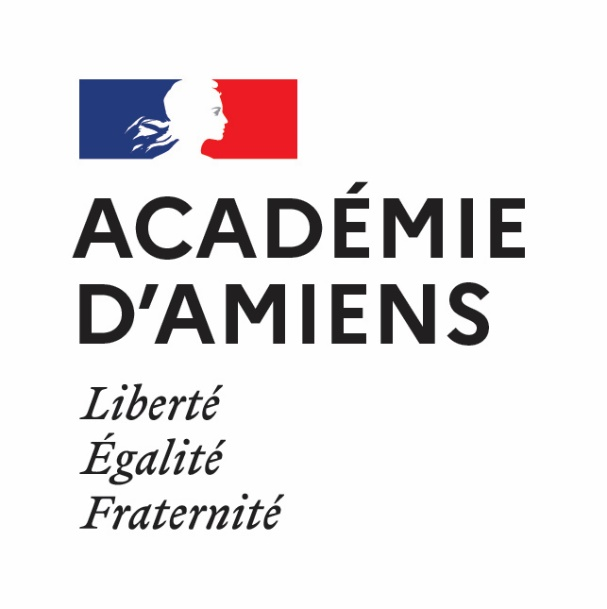 ACADÉMIE
D'AMIENS
Liberté
Égalité
Fraternité